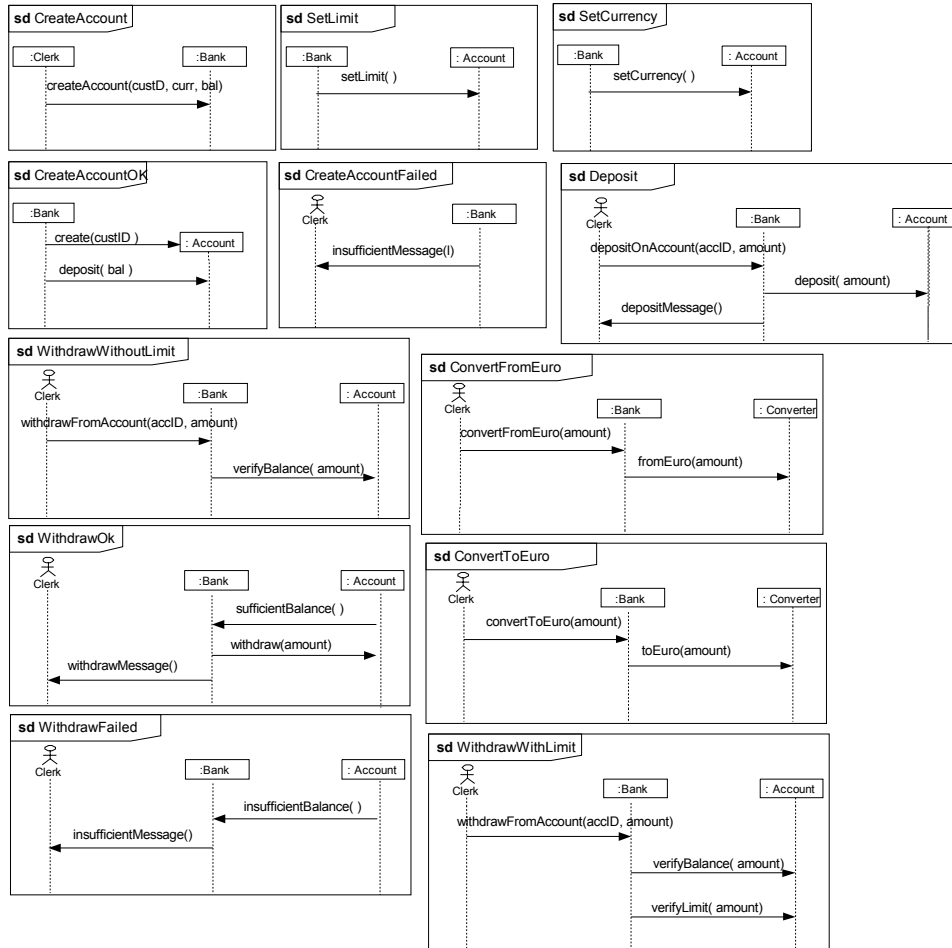 sd CreateAccount
:Clerk
:Bank
createAccount(custD, curr, bal)
sd SetLimit
:Bank
: Account
setLimit( )
sd SetCurrency
:Bank
: Account
setCurrency( )
sd CreateAccountOK
:Bank
create(custID )
: Account
deposit( bal )
sd CreateAccountFailed
Clerk
:Bank
insufficientMessage(l)
sd Deposit
Clerk
:Bank
: Account
depositOnAccount(accID, amount)
deposit( amount)
depositMessage()
sd WithdrawWithoutLimit
Clerk
:Bank
: Account
withdrawFromAccount(accID, amount)
verifyBalance( amount)
sd ConvertFromEuro
Clerk
:Bank
: Converter
convertFromEuro(amount)
fromEuro(amount)
sd WithdrawOk
Clerk
:Bank
: Account
sufficientBalance( )
withdraw(amount)
withdrawMessage()
sd ConvertToEuro
Clerk
:Bank
: Converter
convertToEuro(amount)
toEuro(amount)
sd WithdrawFailed
Clerk
:Bank
: Account
insufficientBalance( )
insufficientMessage()
sd WithdrawWithLimit
Clerk
:Bank
: Account
withdrawFromAccount(accID, amount)
verifyBalance( amount)
verifyLimit( amount)